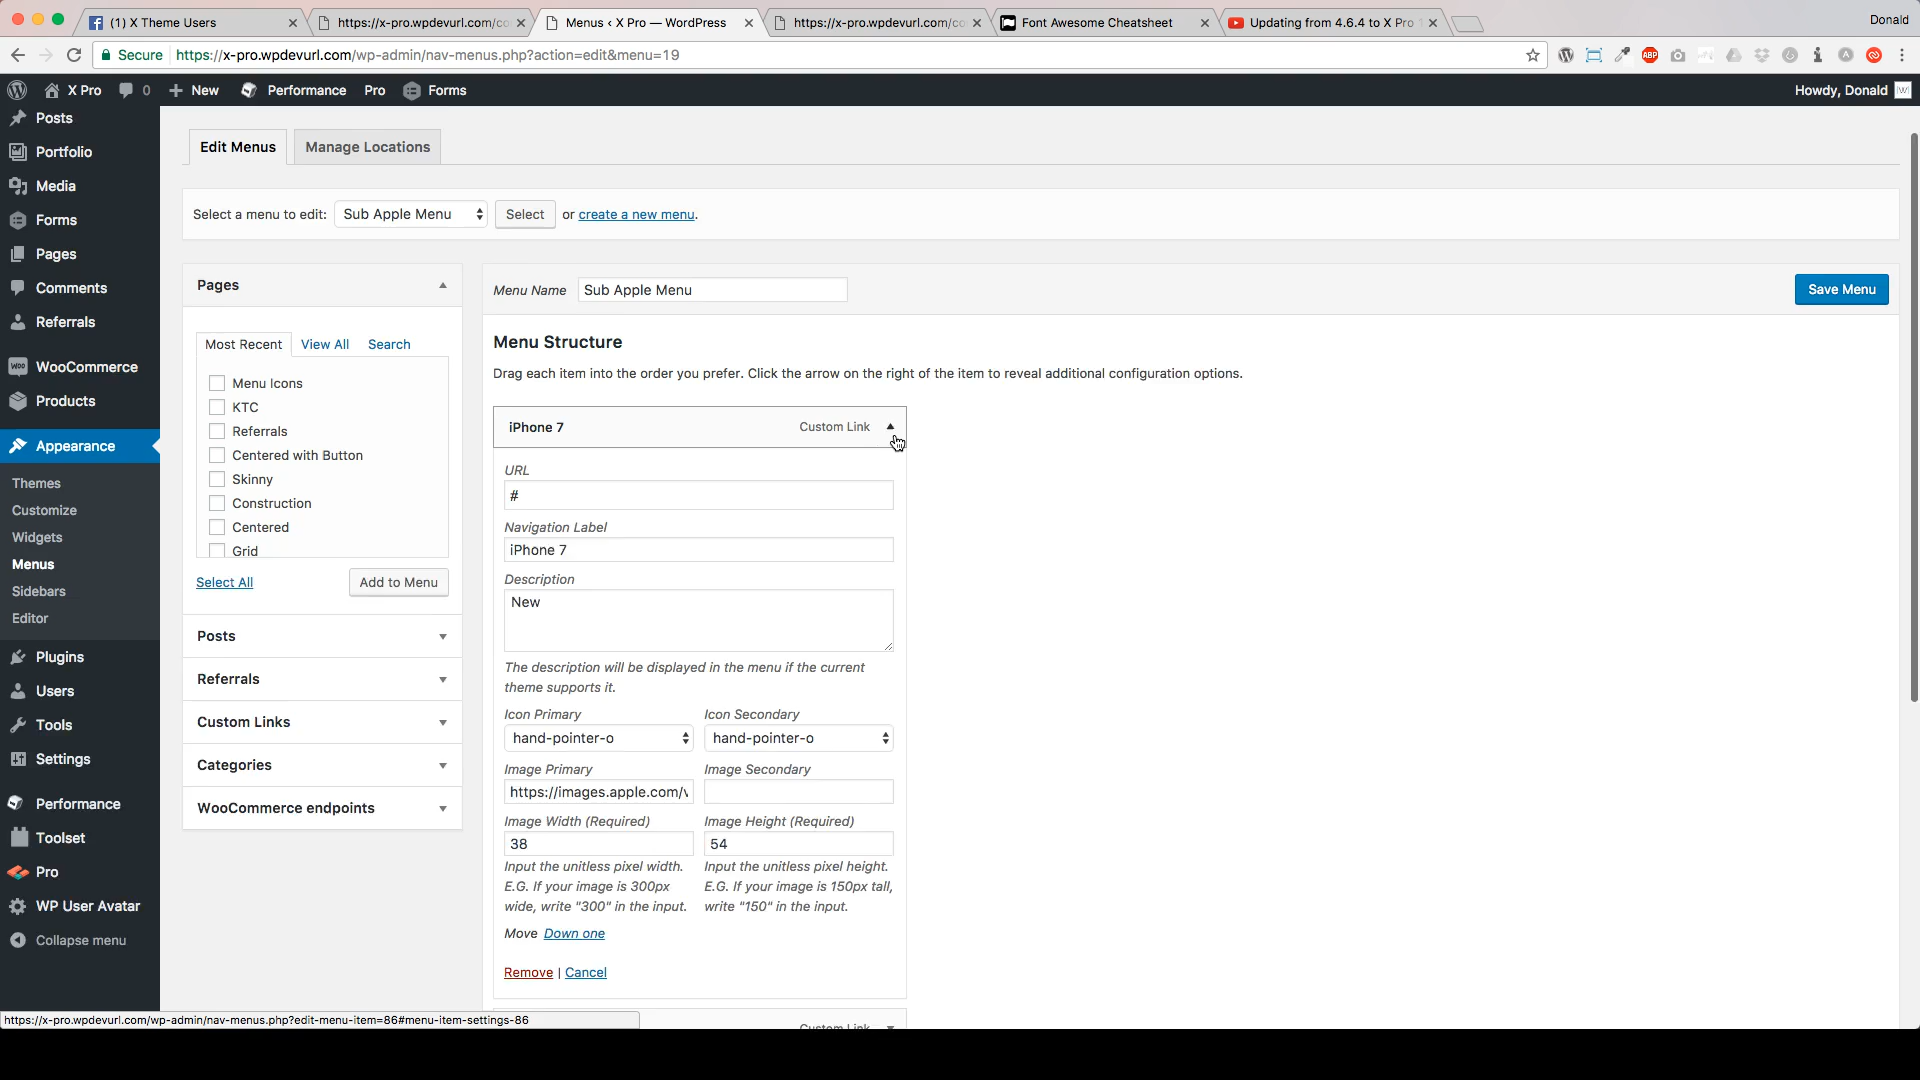 (1) X Theme Users
https://x-pro.wpdevurl.com/co
Menus ‹ X Pro — WordPress
https://x-pro.wpdevurl.com/co
Font Awesome Cheatsheet
Updating from 4.6.4 to X Pro
Donald
Secure
https://x-pro.wpdevurl.com/wp-admin/nav-menus.php?action=edit&menu=19
ABP
X Pro
0
New
Performance
Pro
Forms
Howdy, Donald
Posts
Portfolio
Media
Forms
Pages
Comments
Referrals
WooCommerce
Products
Appearance
Themes
Customize
Widgets
Menus
Sidebars
Editor
Plugins
Users
Tools
Settings
Performance
Toolset
Pro
WP User Avatar
Collapse menu
Edit Menus
Manage Locations
Select a menu to edit: Sub Apple Menu Select or create a new menu.
Pages
Most Recent
View All
Search
Menu Icons
KTC
Referrals
Centered with Button
Skinny
Construction
Centered
Grid
Select All
Add to Menu
Posts
Referrals
Custom Links
Categories
WooCommerce endpoints
Menu Name Sub Apple Menu
Save Menu
Menu Structure
Drag each item into the order you prefer. Click the arrow on the right of the item to reveal additional configuration options.
iPhone 7
Custom Link
URL
#
Navigation Label
iPhone 7
Description
New
The description will be displayed in the menu if the current
theme supports it.
Icon Primary
Icon Secondary
hand-pointer-o
hand-pointer-o
Image Primary
Image Secondary
https://images.apple.com/v
Image Width (Required)
Image Height (Required)
38
54
Input the unitless pixel width.
E.G. If your image is 300px
wide, write "300" in the input.
Input the unitless pixel height.
E.G. If your image is 150px tall,
write "150" in the input.
Move Down one
Remove | Cancel
Custom Link
https://x-pro.wpdevurl.com/wp-admin/nav-menus.php?edit-menu-item=86#menu-item-settings-86